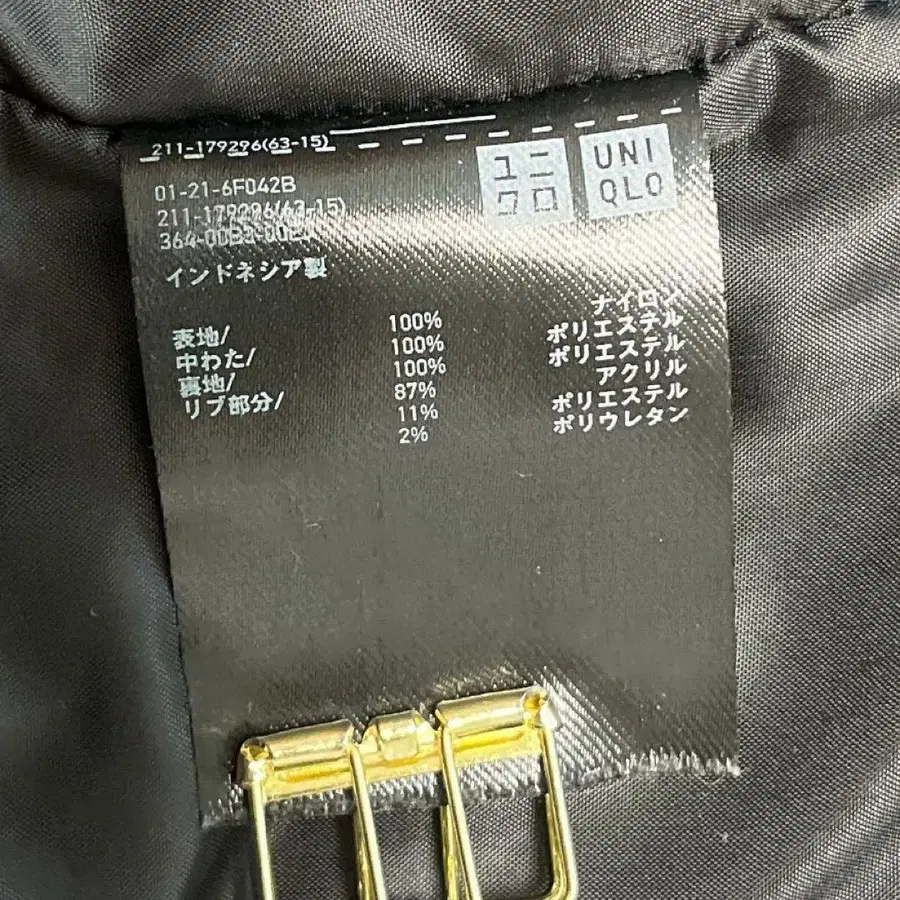 211-179296(63-15)
ユニ
クロ
UNI
QLO
01-21-6F042B
211-179296(63-15)
インドネシア製
表地/ 100% ナイロン
中わた/ 100% ポリエステル
裏地/ 100% ポリエステル
リブ部分/ 87% アクリル
11% ポリエステル
2% ポリウレタン